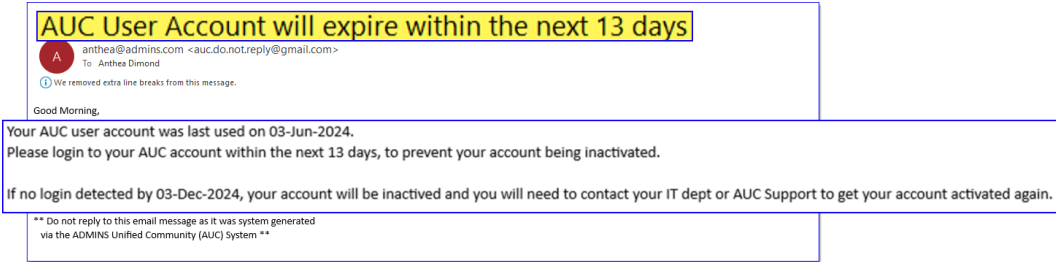 AUC User Account will expire within the next 13 days
A
anthea@admins.com <auc.do.not.reply@gmail.com>
To Anthea Dimond
i We removed extra line breaks from this message.
Good Morning,
Your AUC user account was last used on 03-Jun-2024.
Please login to your AUC account within the next 13 days, to prevent your account being inactivated.
If no login detected by 03-Dec-2024, your account will be inactived and you will need to contact your IT dept or AUC Support to get your account activated again.
** Do not reply to this email message as it was system generated
via the ADMINS Unified Community (AUC) System **